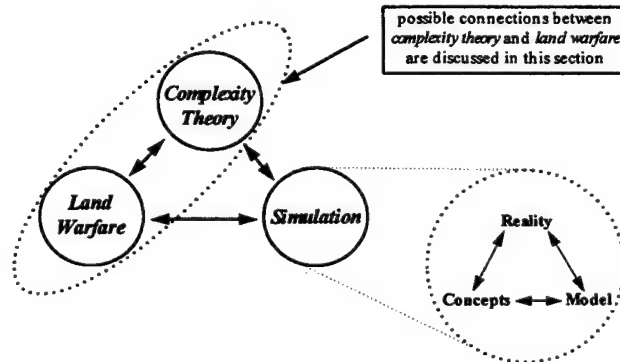 possible connections between
complexity theory and land warfare
are discussed in this section
Complexity
Theory
Land
Warfare
Simulation
Reality
Concepts
Model